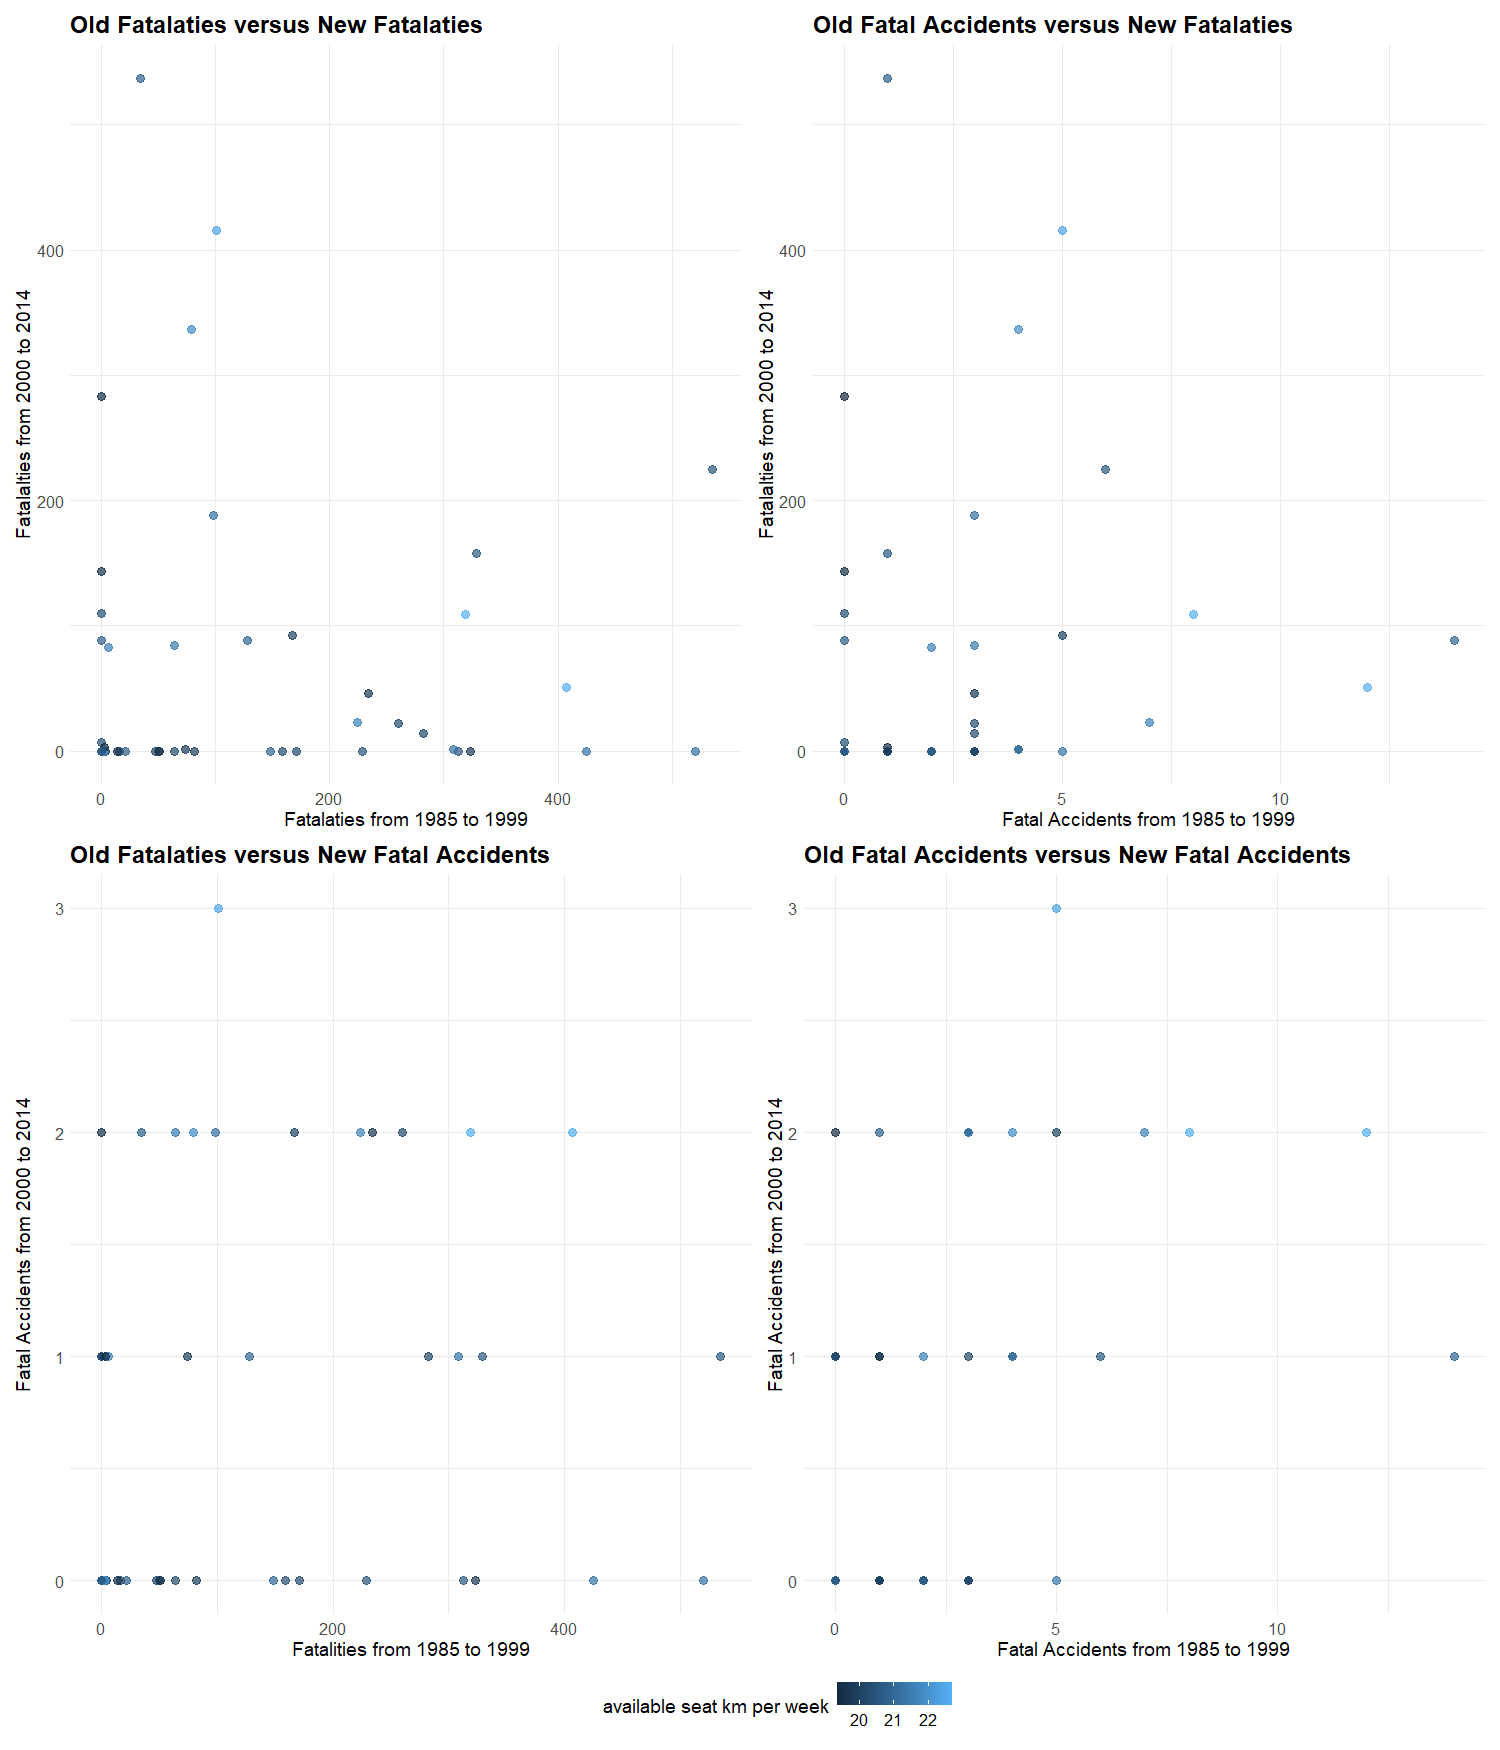 Old Fatalaties versus New Fatalaties
Old Fatal Accidents versus New Fatalaties
Fatalalties from 2000 to 2014
400
200
0
0
200
400
Fatalaties from 1985 to 1999
Fatalalties from 2000 to 2014
400
200
0
0
5
10
Fatal Accidents from 1985 to 1999
Old Fatalaties versus New Fatal Accidents
Old Fatal Accidents versus New Fatal Accidents
Fatal Accidents from 2000 to 2014
3
2
1
0
0
200
400
Fatalities from 1985 to 1999
Fatal Accidents from 2000 to 2014
3
2
1
0
0
5
10
Fatal Accidents from 1985 to 1999
available seat km per week
20
21
22